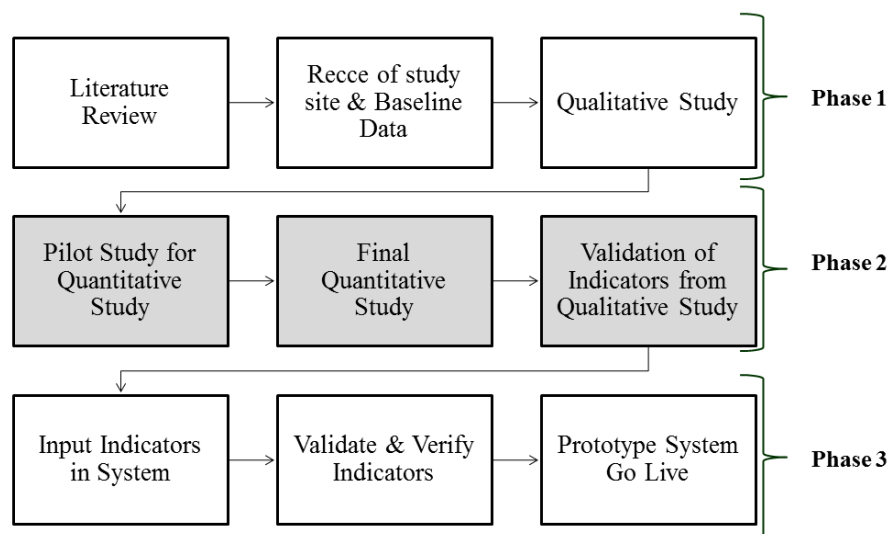 Literature
Review
Recce of study
site & Baseline
Data
Qualitative Study
Phase 1
Pilot Study for
Quantitative
Study
Final
Quantitative
Study
Validation of
Indicators from
Qualitative Study
Phase 2
Input Indicators
in System
Validate & Verify
Indicators
Prototype System
Go Live
Phase 3